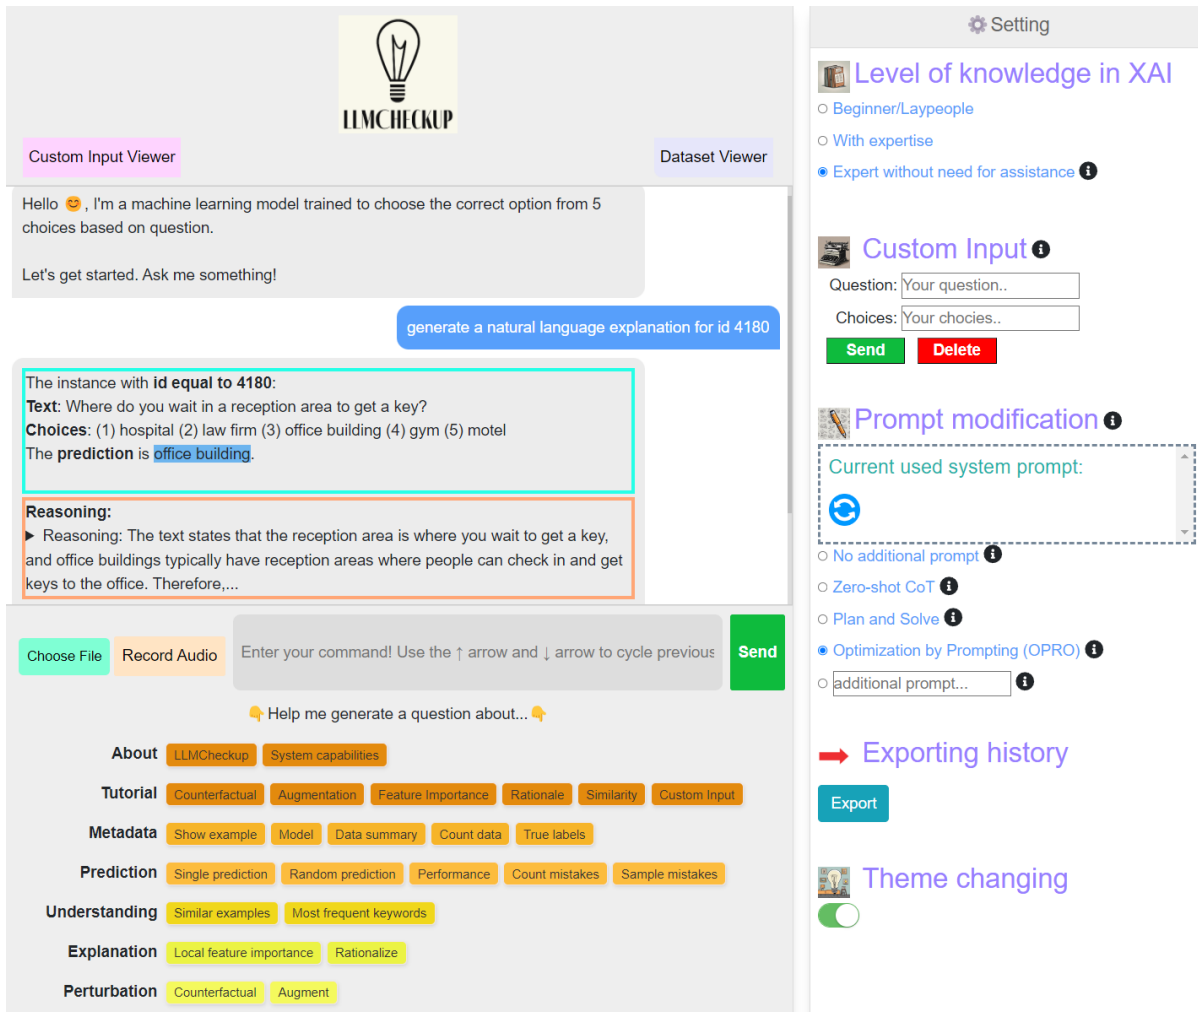 LLMCHECKUP
Custom Input Viewer
Dataset Viewer
Hello 😊, I'm a machine learning model trained to choose the correct option from 5
choices based on question.
Let's get started. Ask me something!
generate a natural language explanation for id 4180
The instance with id equal to 4180:
Text: Where do you wait in a reception area to get a key?
Choices: (1) hospital (2) law firm (3) office building (4) gym (5) motel
The prediction is office building.
Reasoning:
▶ Reasoning: The text states that the reception area is where you wait to get a key,
and office buildings typically have reception areas where people can check in and get
keys to the office. Therefore,...
Choose File
Record Audio
Enter your command! Use the ↑ arrow and ↓ arrow to cycle previous
Send
👇Help me generate a question about...👇
About LLMCheckup System capabilities
Tutorial Counterfactual Augmentation Feature Importance Rationale Similarity Custom Input
Metadata Show example Model Data summary Count data True labels
Prediction Single prediction Random prediction Performance Count mistakes Sample mistakes
Understanding Similar examples Most frequent keywords
Explanation Local feature importance Rationalize
Perturbation Counterfactual Augment
Setting
Level of knowledge in XAI
Beginner/Laypeople
With expertise
Expert without need for assistance
Custom Input
Question: Your question..
Choices: Your chocies..
Send Delete
Prompt modification
Current used system prompt:
No additional prompt
Zero-shot CoT
Plan and Solve
Optimization by Prompting (OPRO)
additional prompt...
Exporting history
Export
Theme changing